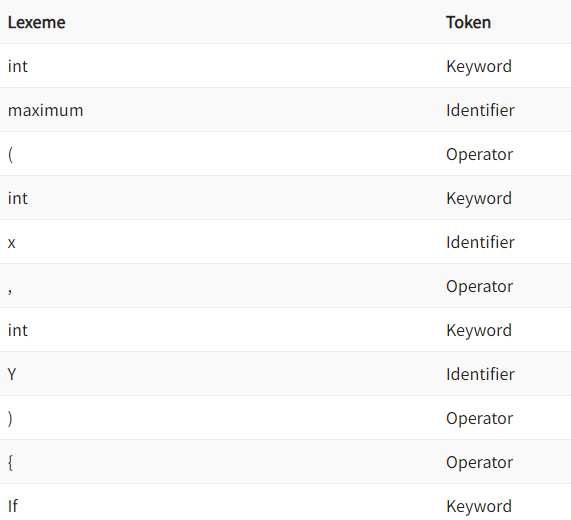 Lexeme Token
int Keyword
maximum Identifier
( Operator
int Keyword
x Identifier
, Operator
int Keyword
Y Identifier
) Operator
{ Operator
If Keyword